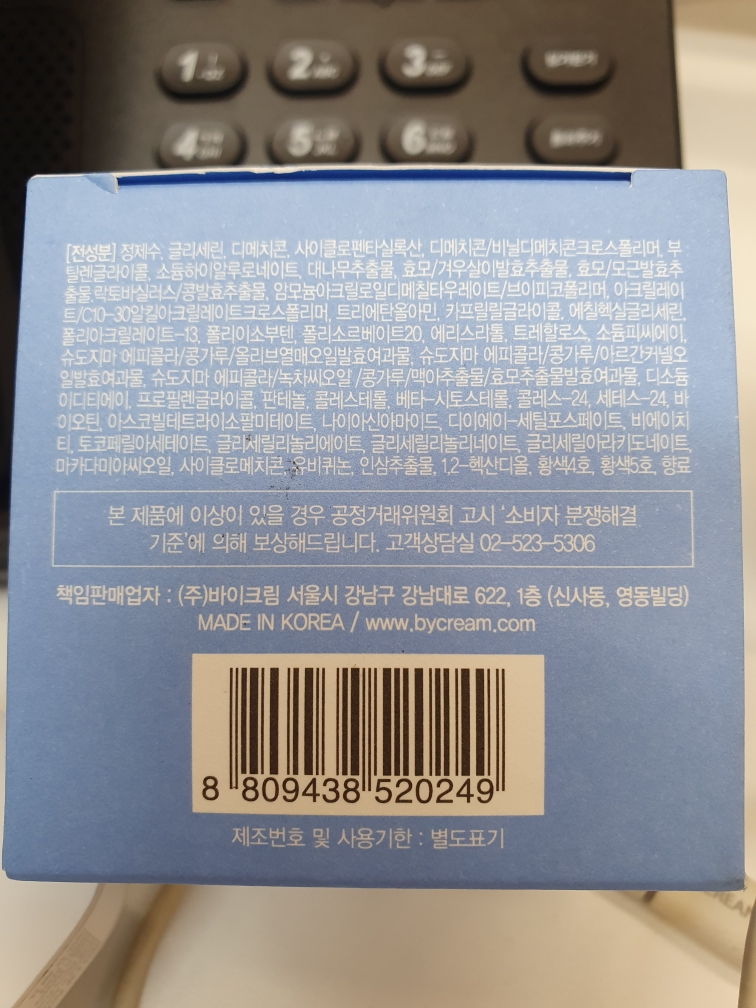 1
2
3
4
5
6
[전성분] 정제수, 글리세린, 디메치콘, 사이클로펜타실록산, 디메치콘/비닐디메치콘크로스폴리머, 부
틸렌글라이콜, 소듐하이알루로네이트, 대나무추출물, 효모/겨우살이발효추출물, 효모/모근발효추
출물,락토바실러스/콩발효추출물, 암모늄아크릴로일디메칠타우레이트/브이피코폴리머, 아크릴레이
트/C10-30알킬아크릴레이트크로스폴리머, 트리에탄올아민, 카프릴릴글라이콜, 에칠헥실글리세린,
폴리아크릴레이트-13, 폴리이소부텐, 폴리소르베이트20, 에리스리톨, 트레할로스, 소듐피씨에이,
슈도지마 에피콜라/콩가루/올리브열매오일발효여과물, 슈도지마 에피콜라/콩가루/아르간커넬오
일발효여과물, 슈도지마 에피콜라/녹차씨오일 /콩가루/맥아추출물/효모추출물발효여과물, 디소듐
이디티에이, 프로필렌글라이콜, 판테놀, 콜레스테롤, 베타-시토스테롤, 콜레스-24, 세테스-24, 바
이오틴, 아스코빌테트라이소팔미테이트, 나이아신아마이드, 디이에이-세틸포스페이트, 비에이치
티, 토코페릴아세테이트, 글리세릴리놀리에이트, 글리세릴리놀리네이트, 글리세릴아라키도네이트,
마카다미아씨오일, 사이클로메치콘, 유비퀴논, 인삼추출물, 1,2-헥산디올, 황색4호, 황색5호, 향료
본 제품에 이상이 있을 경우 공정거래위원회 고시 '소비자 분쟁해결
기준'에 의해 보상해드립니다. 고객상담실 02-523-5306
책임판매업자 : (주)바이크림 서울시 강남구 강남대로 622, 1층 (신사동, 영동빌딩)
MADE IN KOREA / www.bycream.com
8 809438 520249
제조번호 및 사용기한 : 별도표기